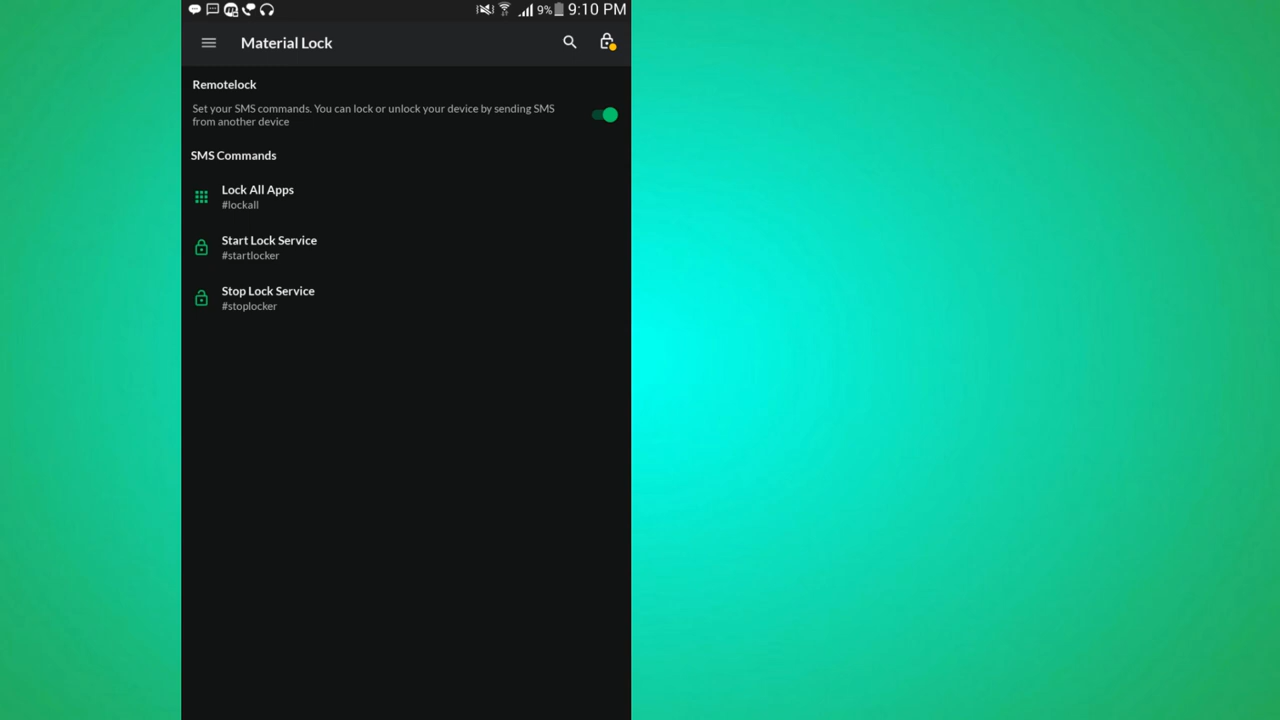 9% 9:10 PM
Material Lock
Remotelock
Set your SMS commands. You can lock or unlock your device by sending SMS
from another device
SMS Commands
Lock All Apps
#lockall
Start Lock Service
#startlocker
Stop Lock Service
#stoplocker